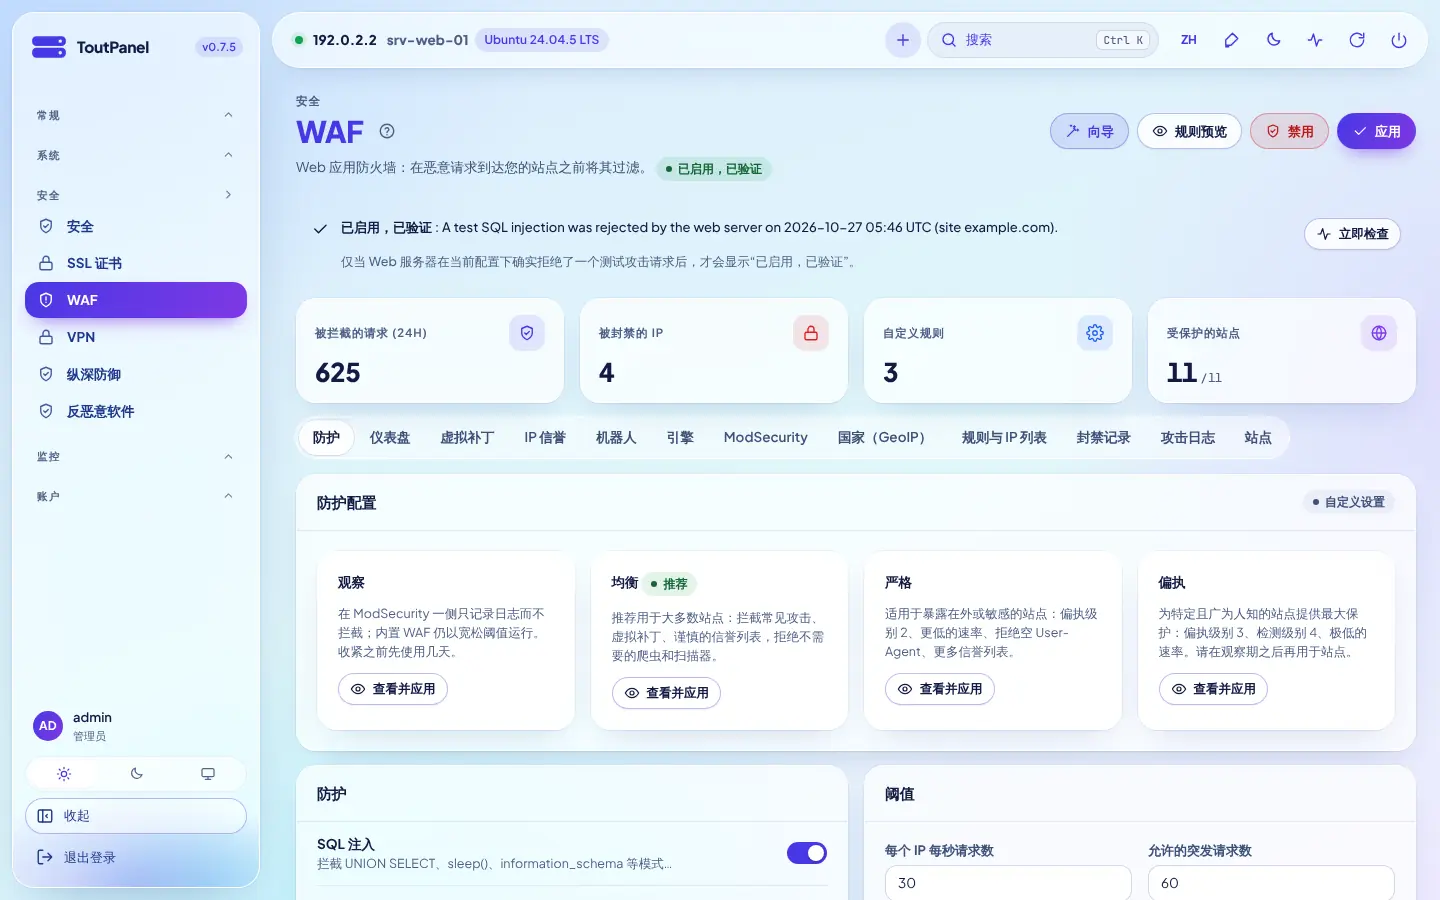 ToutPanel
v0.7.5
常规
系统
安全
安全
SSL 证书
WAF
VPN
纵深防御
反恶意软件
监控
账户
AD
admin
管理员
收起
退出登录
192.0.2.2 srv-web-01 Ubuntu 24.04.5 LTS
搜索 Ctrl K
ZH
安全
WAF
向导
规则预览
禁用
应用
Web 应用防火墙：在恶意请求到达您的站点之前将其过滤。 已启用，已验证
已启用，已验证 : A test SQL injection was rejected by the web server on 2026-10-27 05:46 UTC (site example.com).
仅当 Web 服务器在当前配置下确实拒绝了一个测试攻击请求后，才会显示“已启用，已验证”。
立即检查
被拦截的请求 (24H)
625
被封禁的 IP
4
自定义规则
3
受保护的站点
11 / 11
防护 仪表盘 虚拟补丁 IP 信誉 机器人 引擎 ModSecurity 国家（GeoIP） 规则与 IP 列表 封禁记录 攻击日志 站点
防护配置
自定义设置
观察
在 ModSecurity 一侧只记录日志而不
拦截；内置 WAF 仍以宽松阈值运行。
收紧之前先使用几天。
查看并应用
均衡 推荐
推荐用于大多数站点：拦截常见攻击、
虚拟补丁、谨慎的信誉列表，拒绝不需
要的爬虫和扫描器。
查看并应用
严格
适用于暴露在外或敏感的站点：偏执级
别 2、更低的速率、拒绝空 User-
Agent、更多信誉列表。
查看并应用
偏执
为特定且广为人知的站点提供最大保
护：偏执级别 3、检测级别 4、极低的
速率。请在观察期之后再用于站点。
查看并应用
防护
SQL 注入
拦截 UNION SELECT、sleep()、information_schema 等模式...
阈值
每个 IP 每秒请求数
30
允许的突发请求数
60